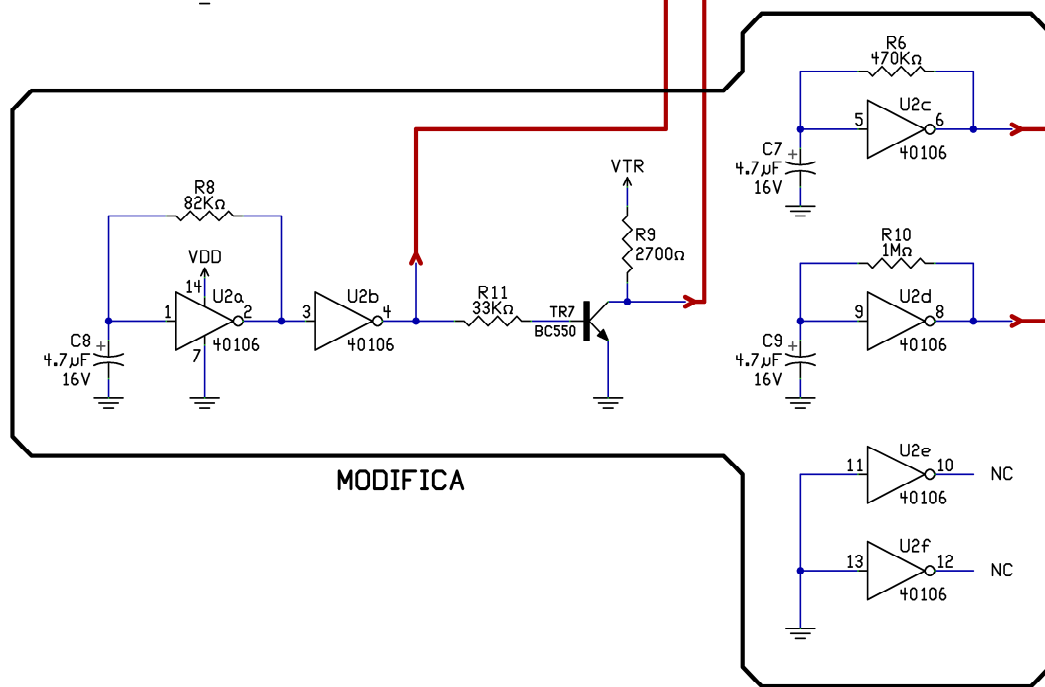 R6
470KΩ
U2c
5
6
40106
C7
+
4.7µF
16V
VTR
R8
82KΩ
R9
2700Ω
R10
1MΩ
VDD
14
U2a
1
2
40106
7
C8
+
4.7µF
16V
U2b
3
4
40106
R11
33KΩ
TR7
BC550
U2d
9
8
40106
C9
+
4.7µF
16V
MODIFICA
U2e
11
10
NC
40106
U2f
13
12
NC
40106